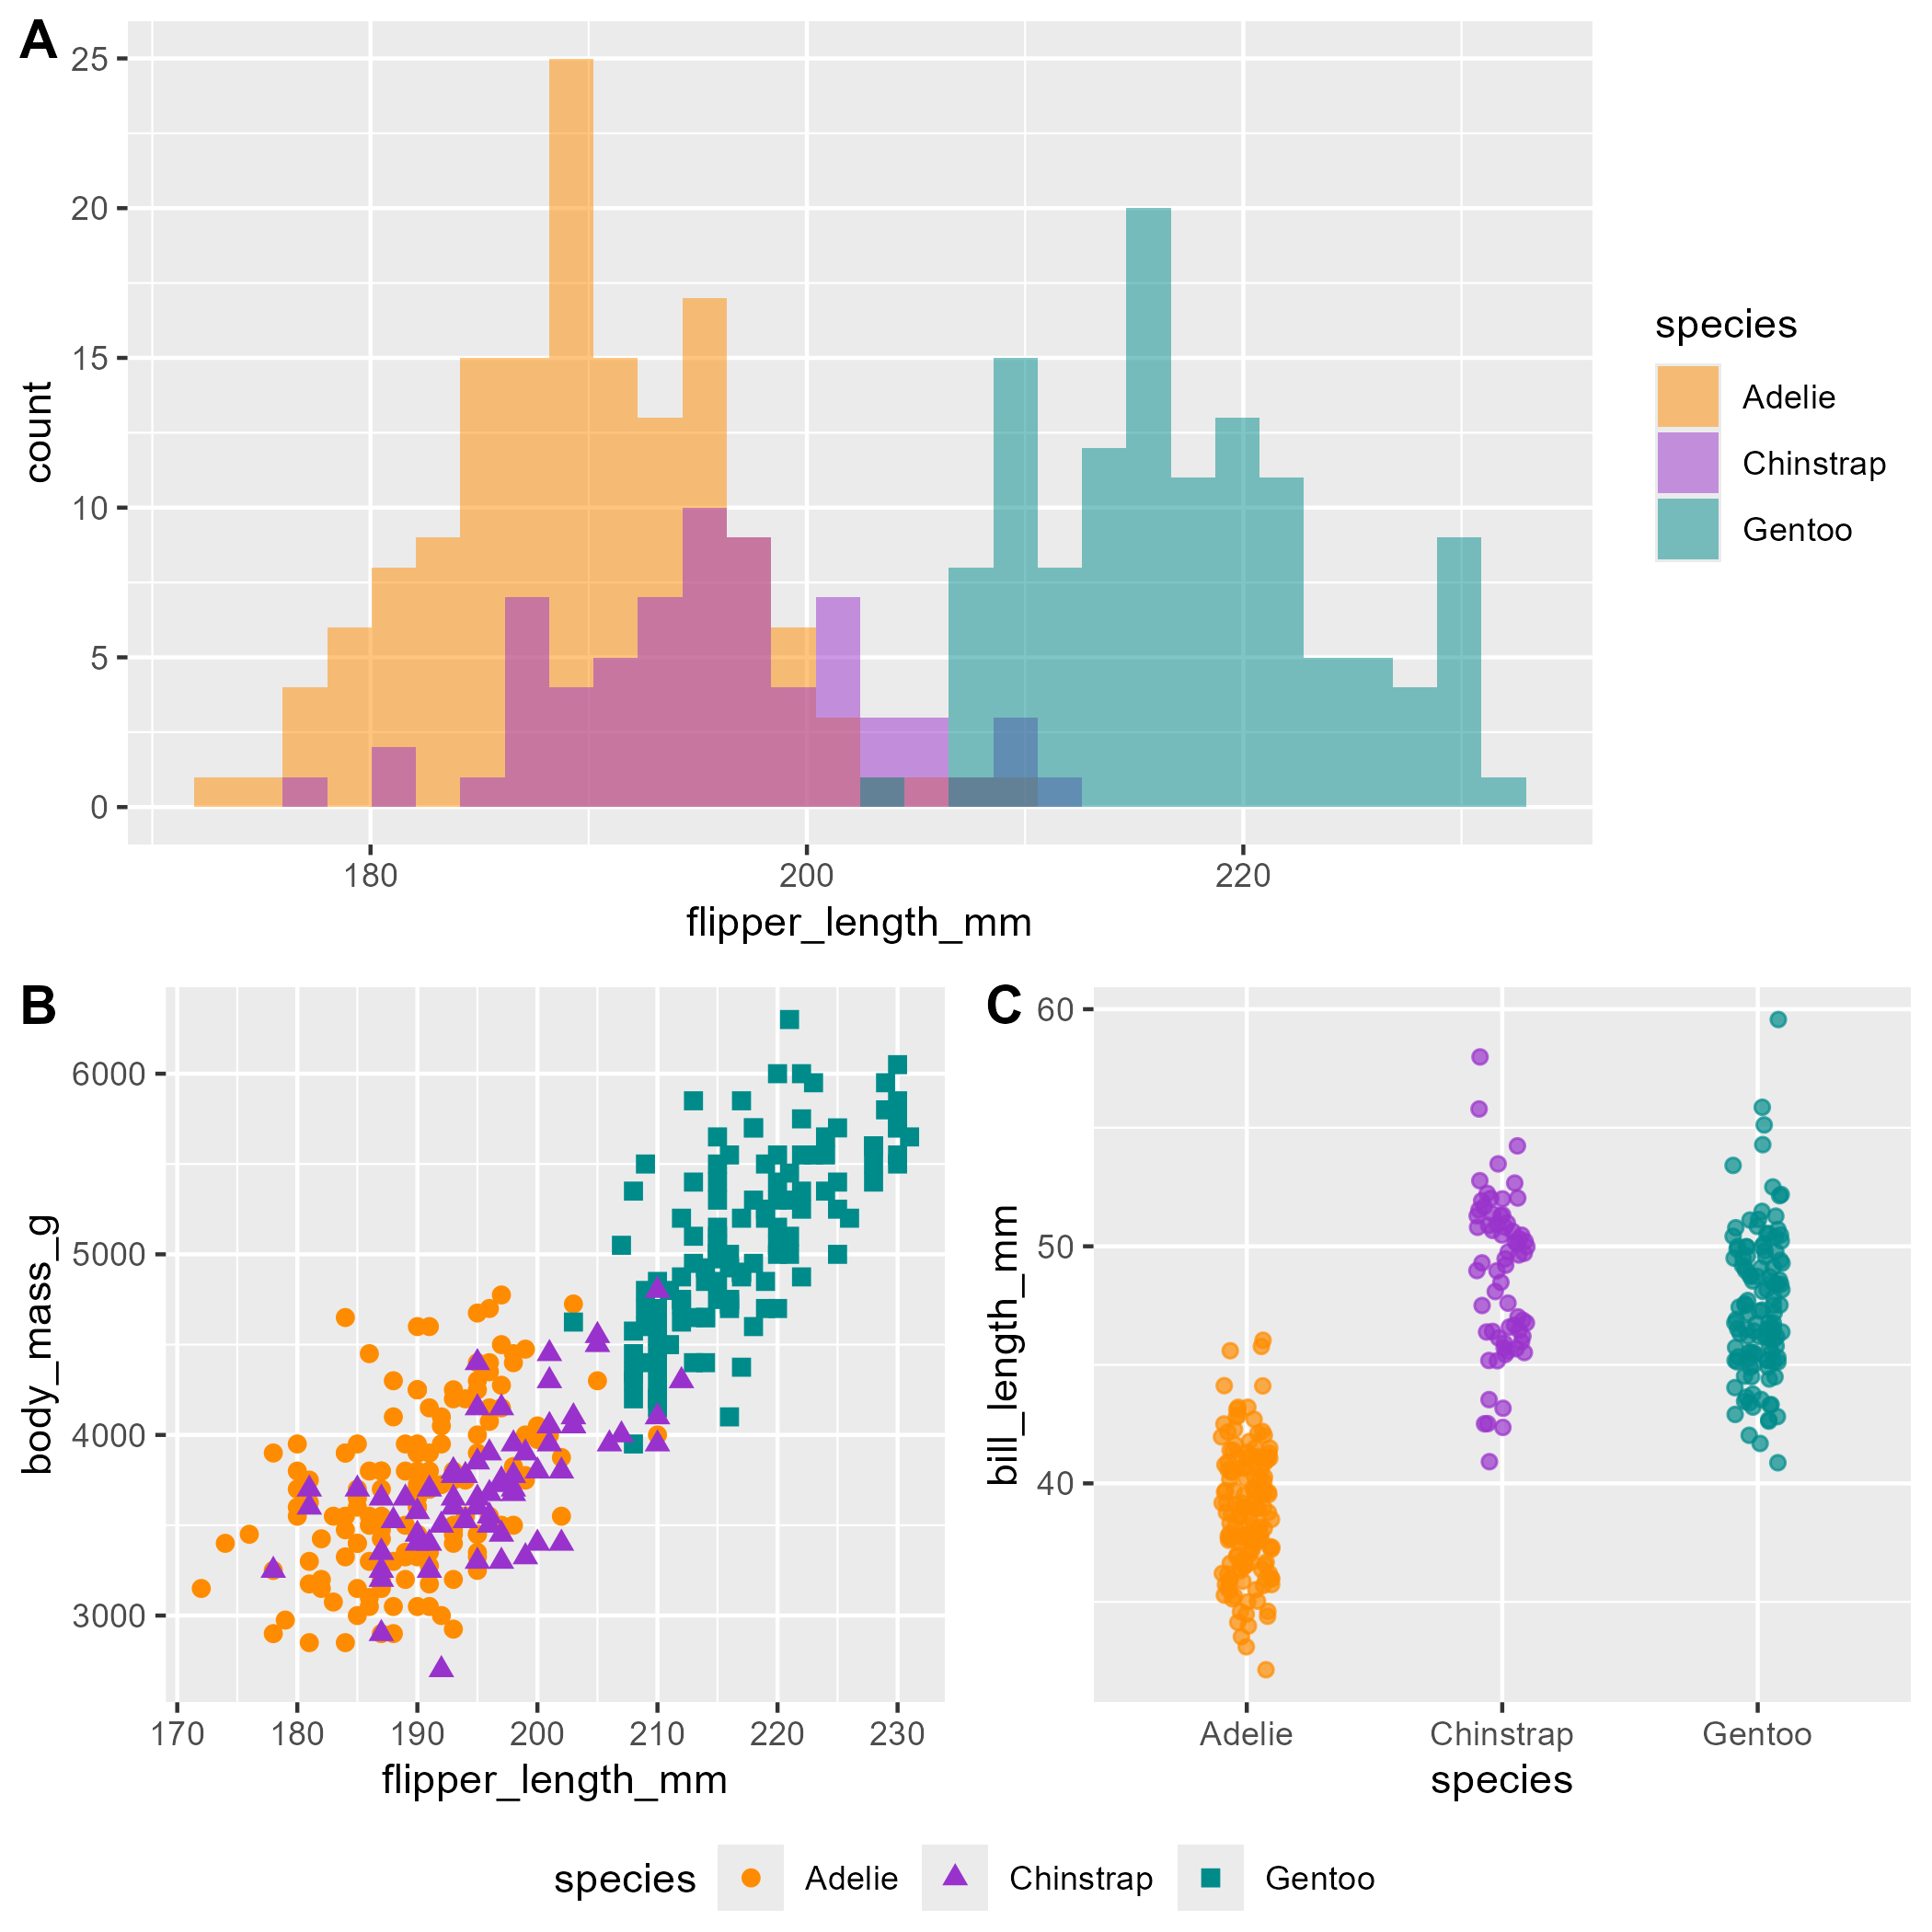 A
25
20
15
10
5
0
count
180 200 220
flipper_length_mm
species
Adelie
Chinstrap
Gentoo
B
6000
5000
4000
3000
body_mass_g
170 180 190 200 210 220 230
flipper_length_mm
C
60
50
40
bill_length_mm
Adelie Chinstrap Gentoo
species
species Adelie Chinstrap Gentoo